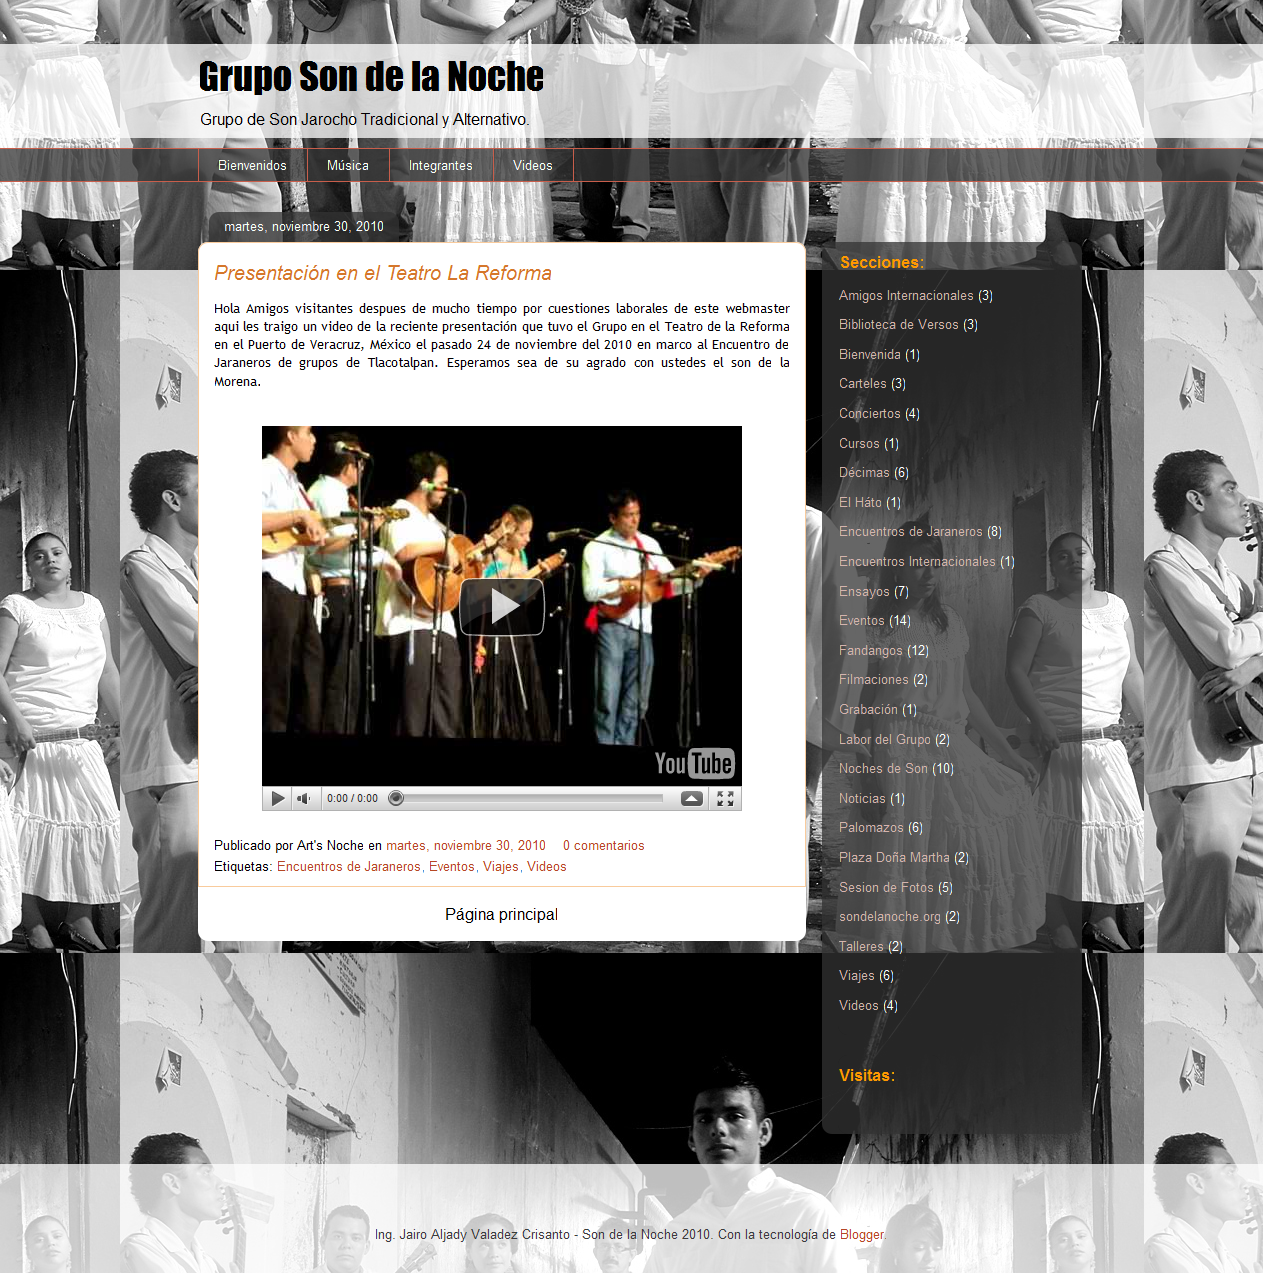 Grupo Son de la Noche
Grupo de Son Jarocho Tradicional y Alternativo.
Bienvenidos
Música
Integrantes
Videos
martes, noviembre 30, 2010
Presentación en el Teatro La Reforma
Hola Amigos visitantes despues de mucho tiempo por cuestiones laborales de este webmaster
aqui les traigo un video de la reciente presentación que tuvo el Grupo en el Teatro de la Reforma
en el Puerto de Veracruz, México el pasado 24 de noviembre del 2010 en marco al Encuentro de
Jaraneros de grupos de Tlacotalpan. Esperamos sea de su agrado con ustedes el son de la
Morena.
YouTube
0:00 / 0:00
Publicado por Art's Noche en martes, noviembre 30, 2010 0 comentarios
Etiquetas: Encuentros de Jaraneros, Eventos, Viajes, Videos
Página principal
Secciones:
Amigos Internacionales (3)
Biblioteca de Versos (3)
Bienvenida (1)
Carteles (3)
Conciertos (4)
Cursos (1)
Décimas (6)
El Háto (1)
Encuentros de Jaraneros (8)
Encuentros Internacionales (1)
Ensayos (7)
Eventos (14)
Fandangos (12)
Filmaciones (2)
Grabación (1)
Labor del Grupo (2)
Noches de Son (10)
Noticias (1)
Palomazos (6)
Plaza Doña Martha (2)
Sesion de Fotos (5)
sondelanoche.org (2)
Talleres (2)
Viajes (6)
Videos (4)
Visitas:
Ing. Jairo Aljady Valadez Crisanto - Son de la Noche 2010. Con la tecnología de Blogger.